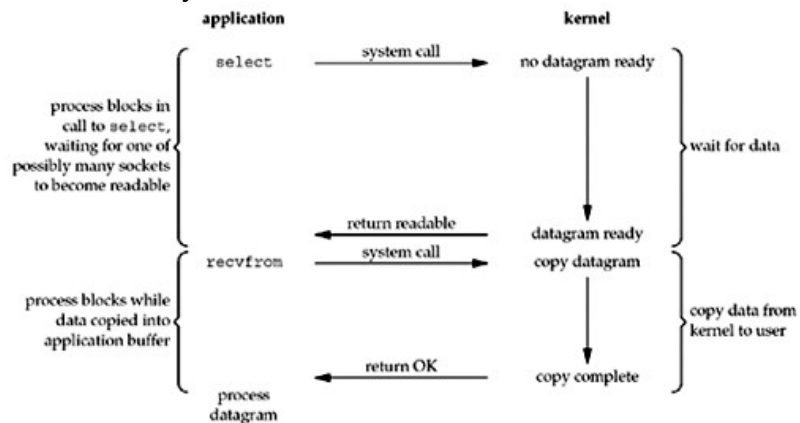 application kernel
select system call no datagram ready
process blocks in
call to select,
waiting for one of
possibly many sockets
to become readable
wait for data
return readable datagram ready
recvfrom system call copy datagram
process blocks while
data copied into
application buffer
copy data from
kernel to user
return OK copy complete
process
datagram